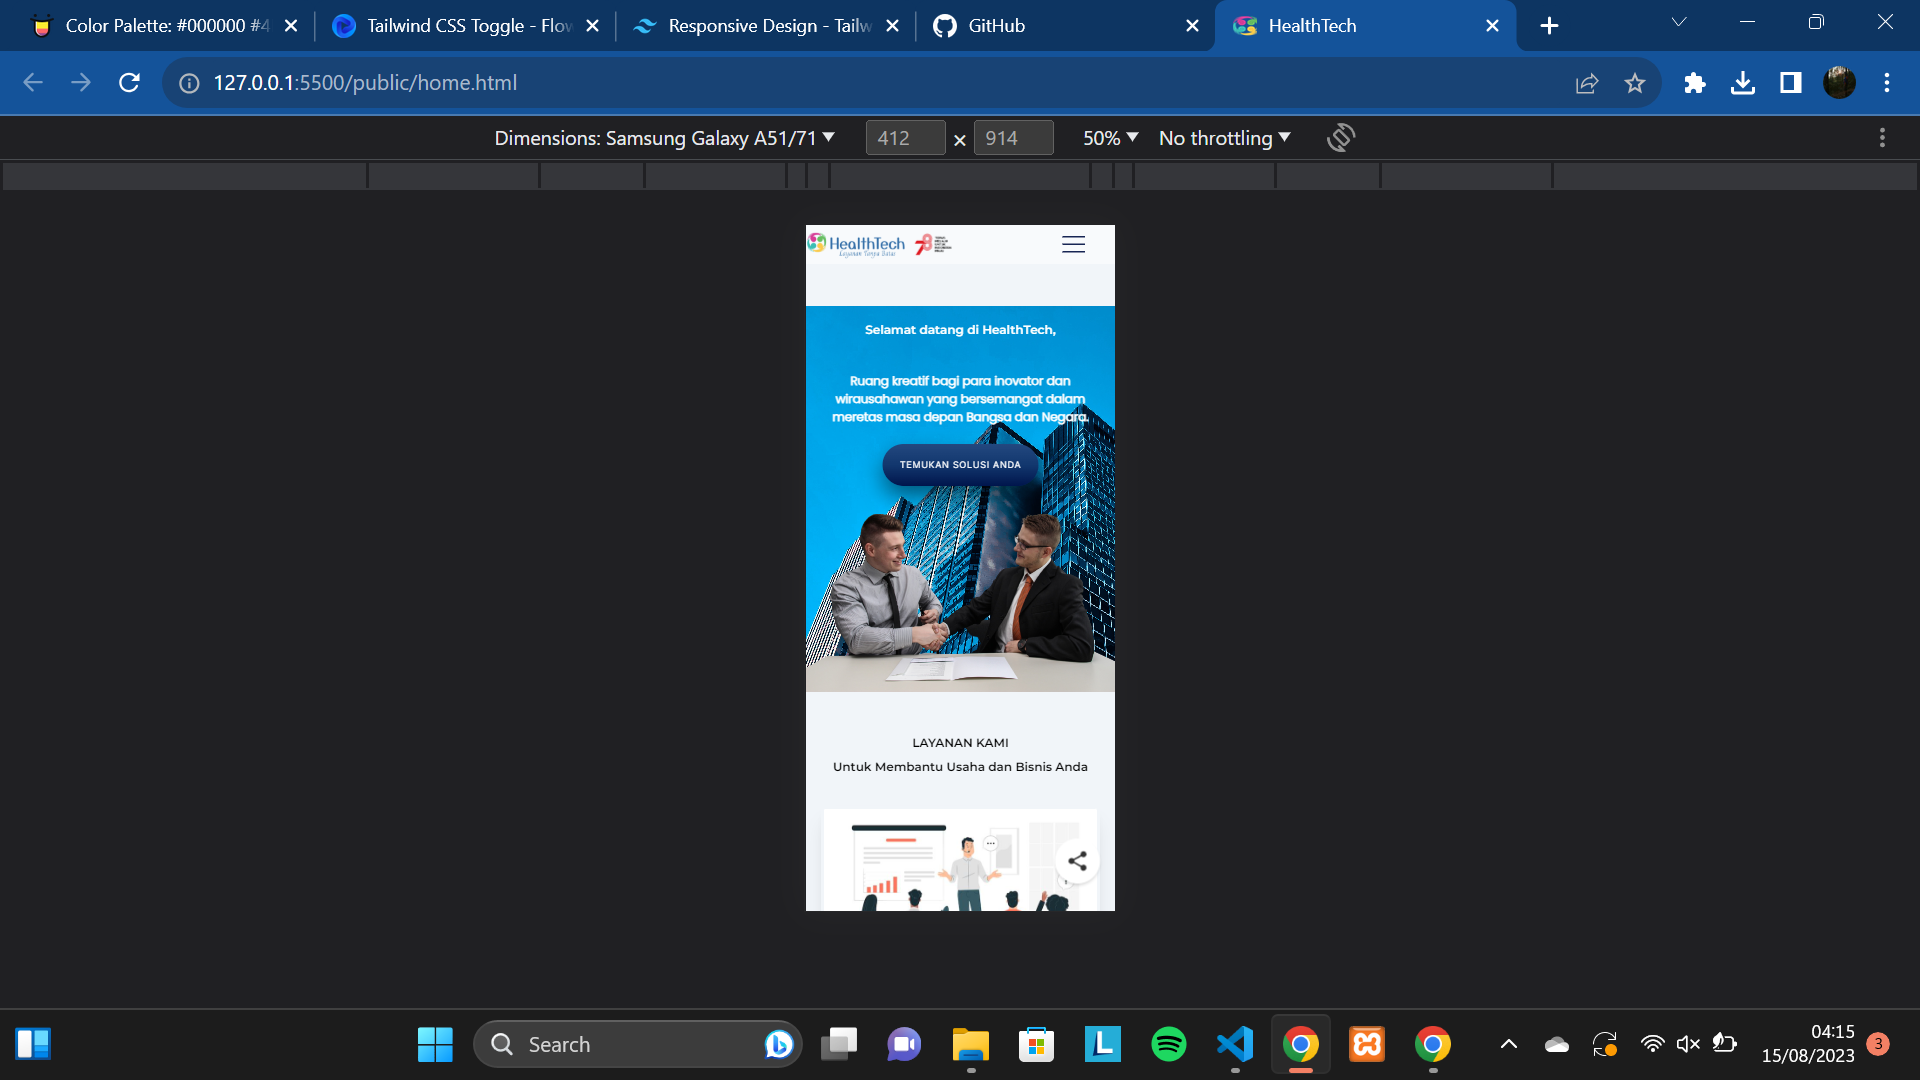 Color Palette: #000000 #4
Tailwind CSS Toggle - Flow
Responsive Design - Tailw
GitHub
HealthTech
127.0.0.1:5500/public/home.html
Dimensions: Samsung Galaxy A51/71
412
×
914
50%
No throttling
HealthTech
Layanan Tanpa Batas
78
Selamat datang di HealthTech,
Ruang kreatif bagi para inovator dan
wirausahawan yang bersemangat dalam
meretas masa depan Bangsa dan Negara.
TEMUKAN SOLUSI ANDA
LAYANAN KAMI
Untuk Membantu Usaha dan Bisnis Anda
Search
L
04:15
15/08/2023
3